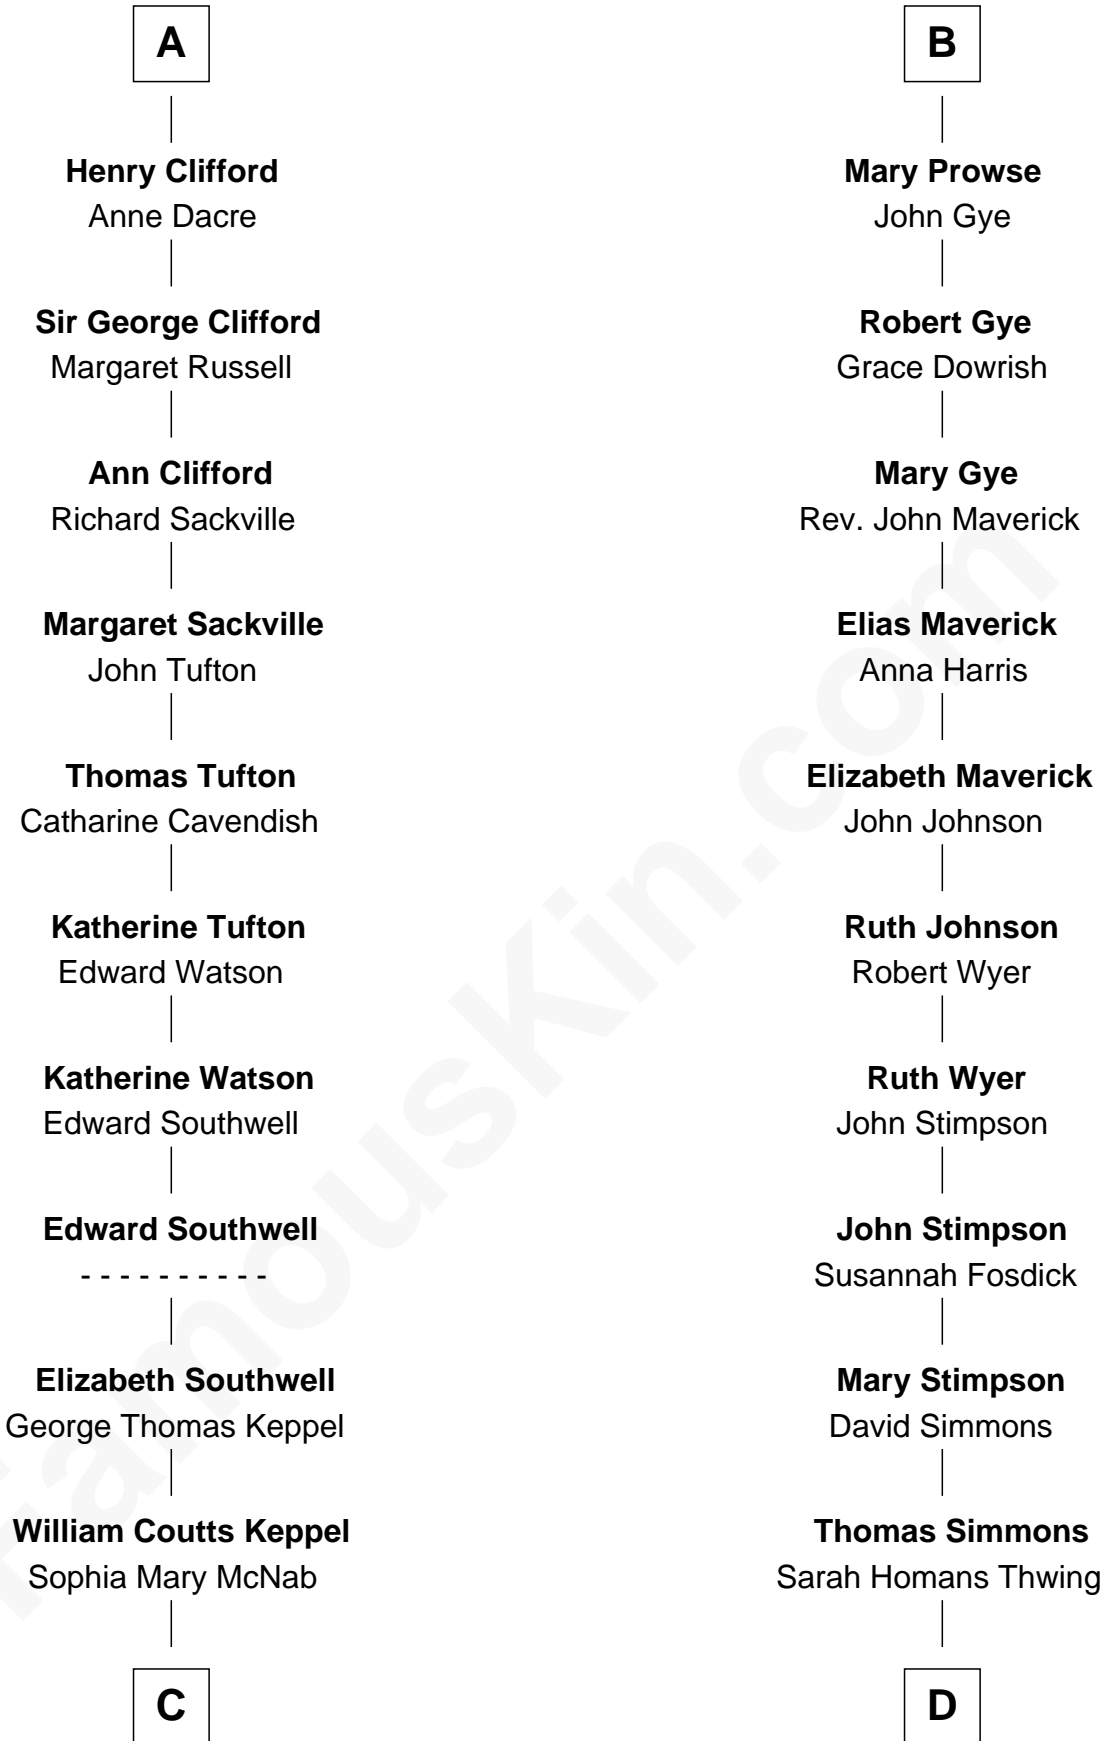 A
Henry Clifford
Anne Dacre
Sir George Clifford
Margaret Russell
Ann Clifford
Richard Sackville
Margaret Sackville
John Tufton
Thomas Tufton
Catharine Cavendish
Katherine Tufton
Edward Watson
Katherine Watson
Edward Southwell
Edward Southwell
- - - - - - - - - -
Elizabeth Southwell
George Thomas Keppel
William Coutts Keppel
Sophia Mary McNab
C
B
Mary Prowse
John Gye
Robert Gye
Grace Dowrish
Mary Gye
Rev. John Maverick
Elias Maverick
Anna Harris
Elizabeth Maverick
John Johnson
Ruth Johnson
Robert Wyer
Ruth Wyer
John Stimpson
John Stimpson
Susannah Fosdick
Mary Stimpson
David Simmons
Thomas Simmons
Sarah Homans Thwing
D
FamousKin.com